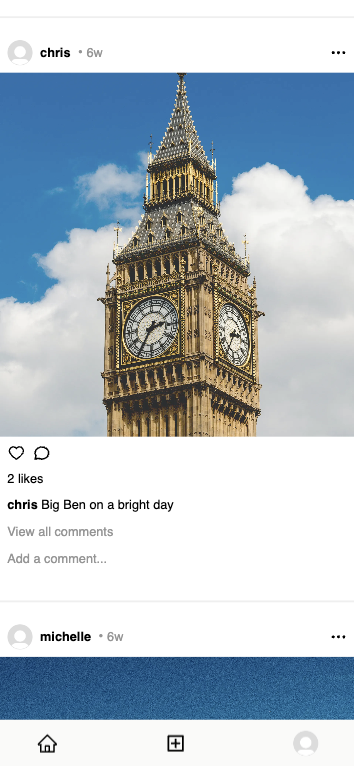 chris • 6w
2 likes
chris Big Ben on a bright day
View all comments
Add a comment...
michelle • 6w